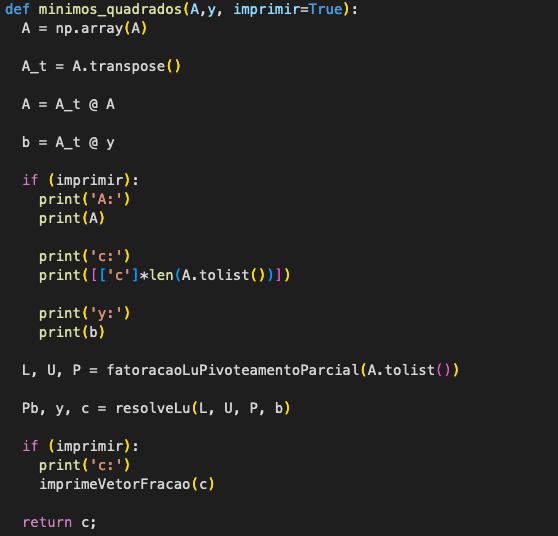 def minimos_quadrados(A,y, imprimir=True):
  A = np.array(A)
  A_t = A.transpose()
  A = A_t @ A
  b = A_t @ y
  if (imprimir):
    print('A:')
    print(A)
    print('c:')
    print([['c']*len(A.tolist())])
    print('y:')
    print(b)
  L, U, P = fatoracaoLuPivoteamentoParcial(A.tolist())
  Pb, y, c = resolveLu(L, U, P, b)
  if (imprimir):
    print('c:')
    imprimeVetorFracao(c)
  return c;